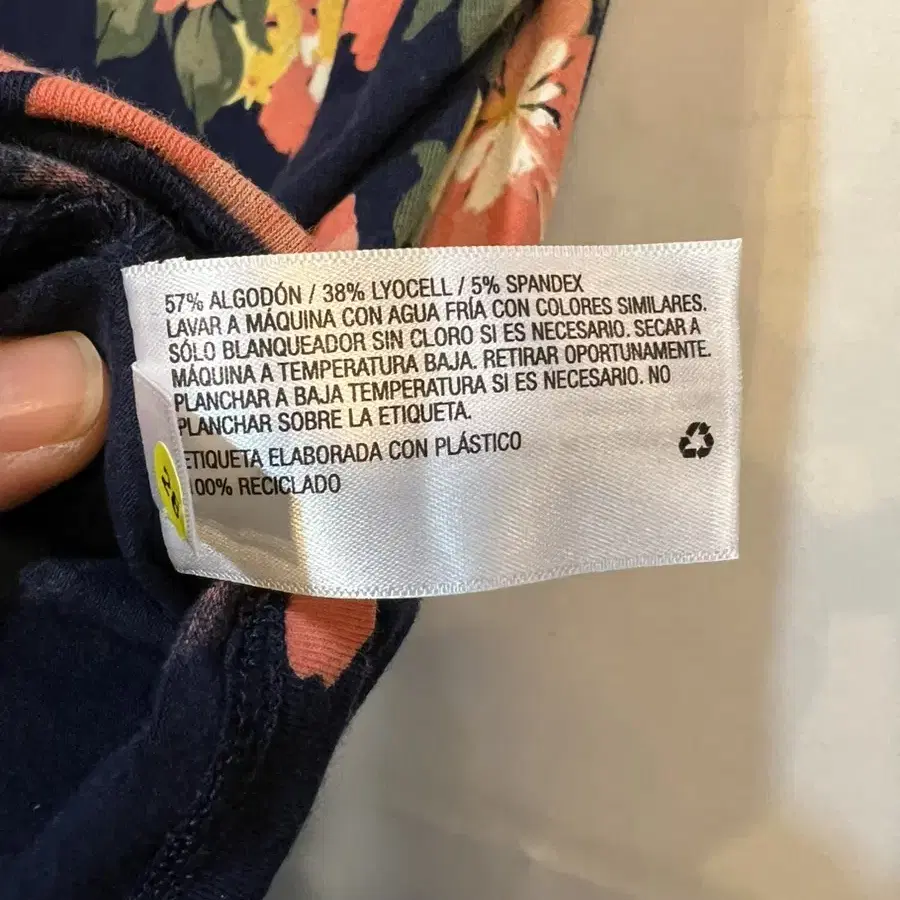 57% ALGODÓN / 38% LYOCELL / 5% SPANDEX
LAVAR A MÁQUINA CON AGUA FRÍA CON COLORES SIMILARES.
SÓLO BLANQUEADOR SIN CLORO SI ES NECESARIO. SECAR A
MÁQUINA A TEMPERATURA BAJA. RETIRAR OPORTUNAMENTE.
PLANCHAR A BAJA TEMPERATURA SI ES NECESARIO. NO
PLANCHAR SOBRE LA ETIQUETA.
ETIQUETA ELABORADA CON PLÁSTICO
100% RECICLADO